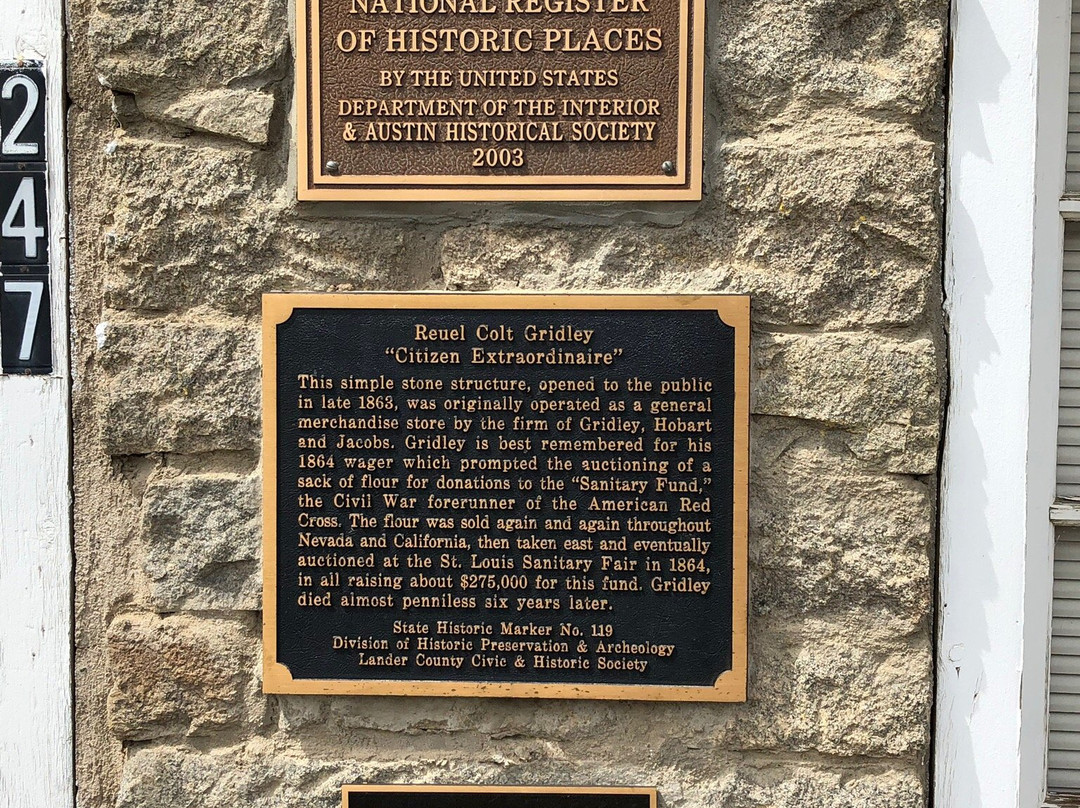 NATIONAL REGISTER
OF HISTORIC PLACES
BY THE UNITED STATES
DEPARTMENT OF THE INTERIOR
& AUSTIN HISTORICAL SOCIETY
2003
2
4
7
Reuel Colt Gridley
"Citizen Extraordinaire"
This simple stone structure, opened to the public
in late 1863, was originally operated as a general
merchandise store by the firm of Gridley, Hobart
and Jacobs. Gridley is best remembered for his
1864 wager which prompted the auctioning of a
sack of flour for donations to the "Sanitary Fund,"
the Civil War forerunner of the American Red
Cross. The flour was sold again and again throughout
Nevada and California, then taken east and eventually
auctioned at the St. Louis Sanitary Fair in 1864,
in all raising about $275,000 for this fund. Gridley
died almost penniless six years later.
State Historic Marker No. 119
Division of Historic Preservation & Archeology
Lander County Civic & Historic Society